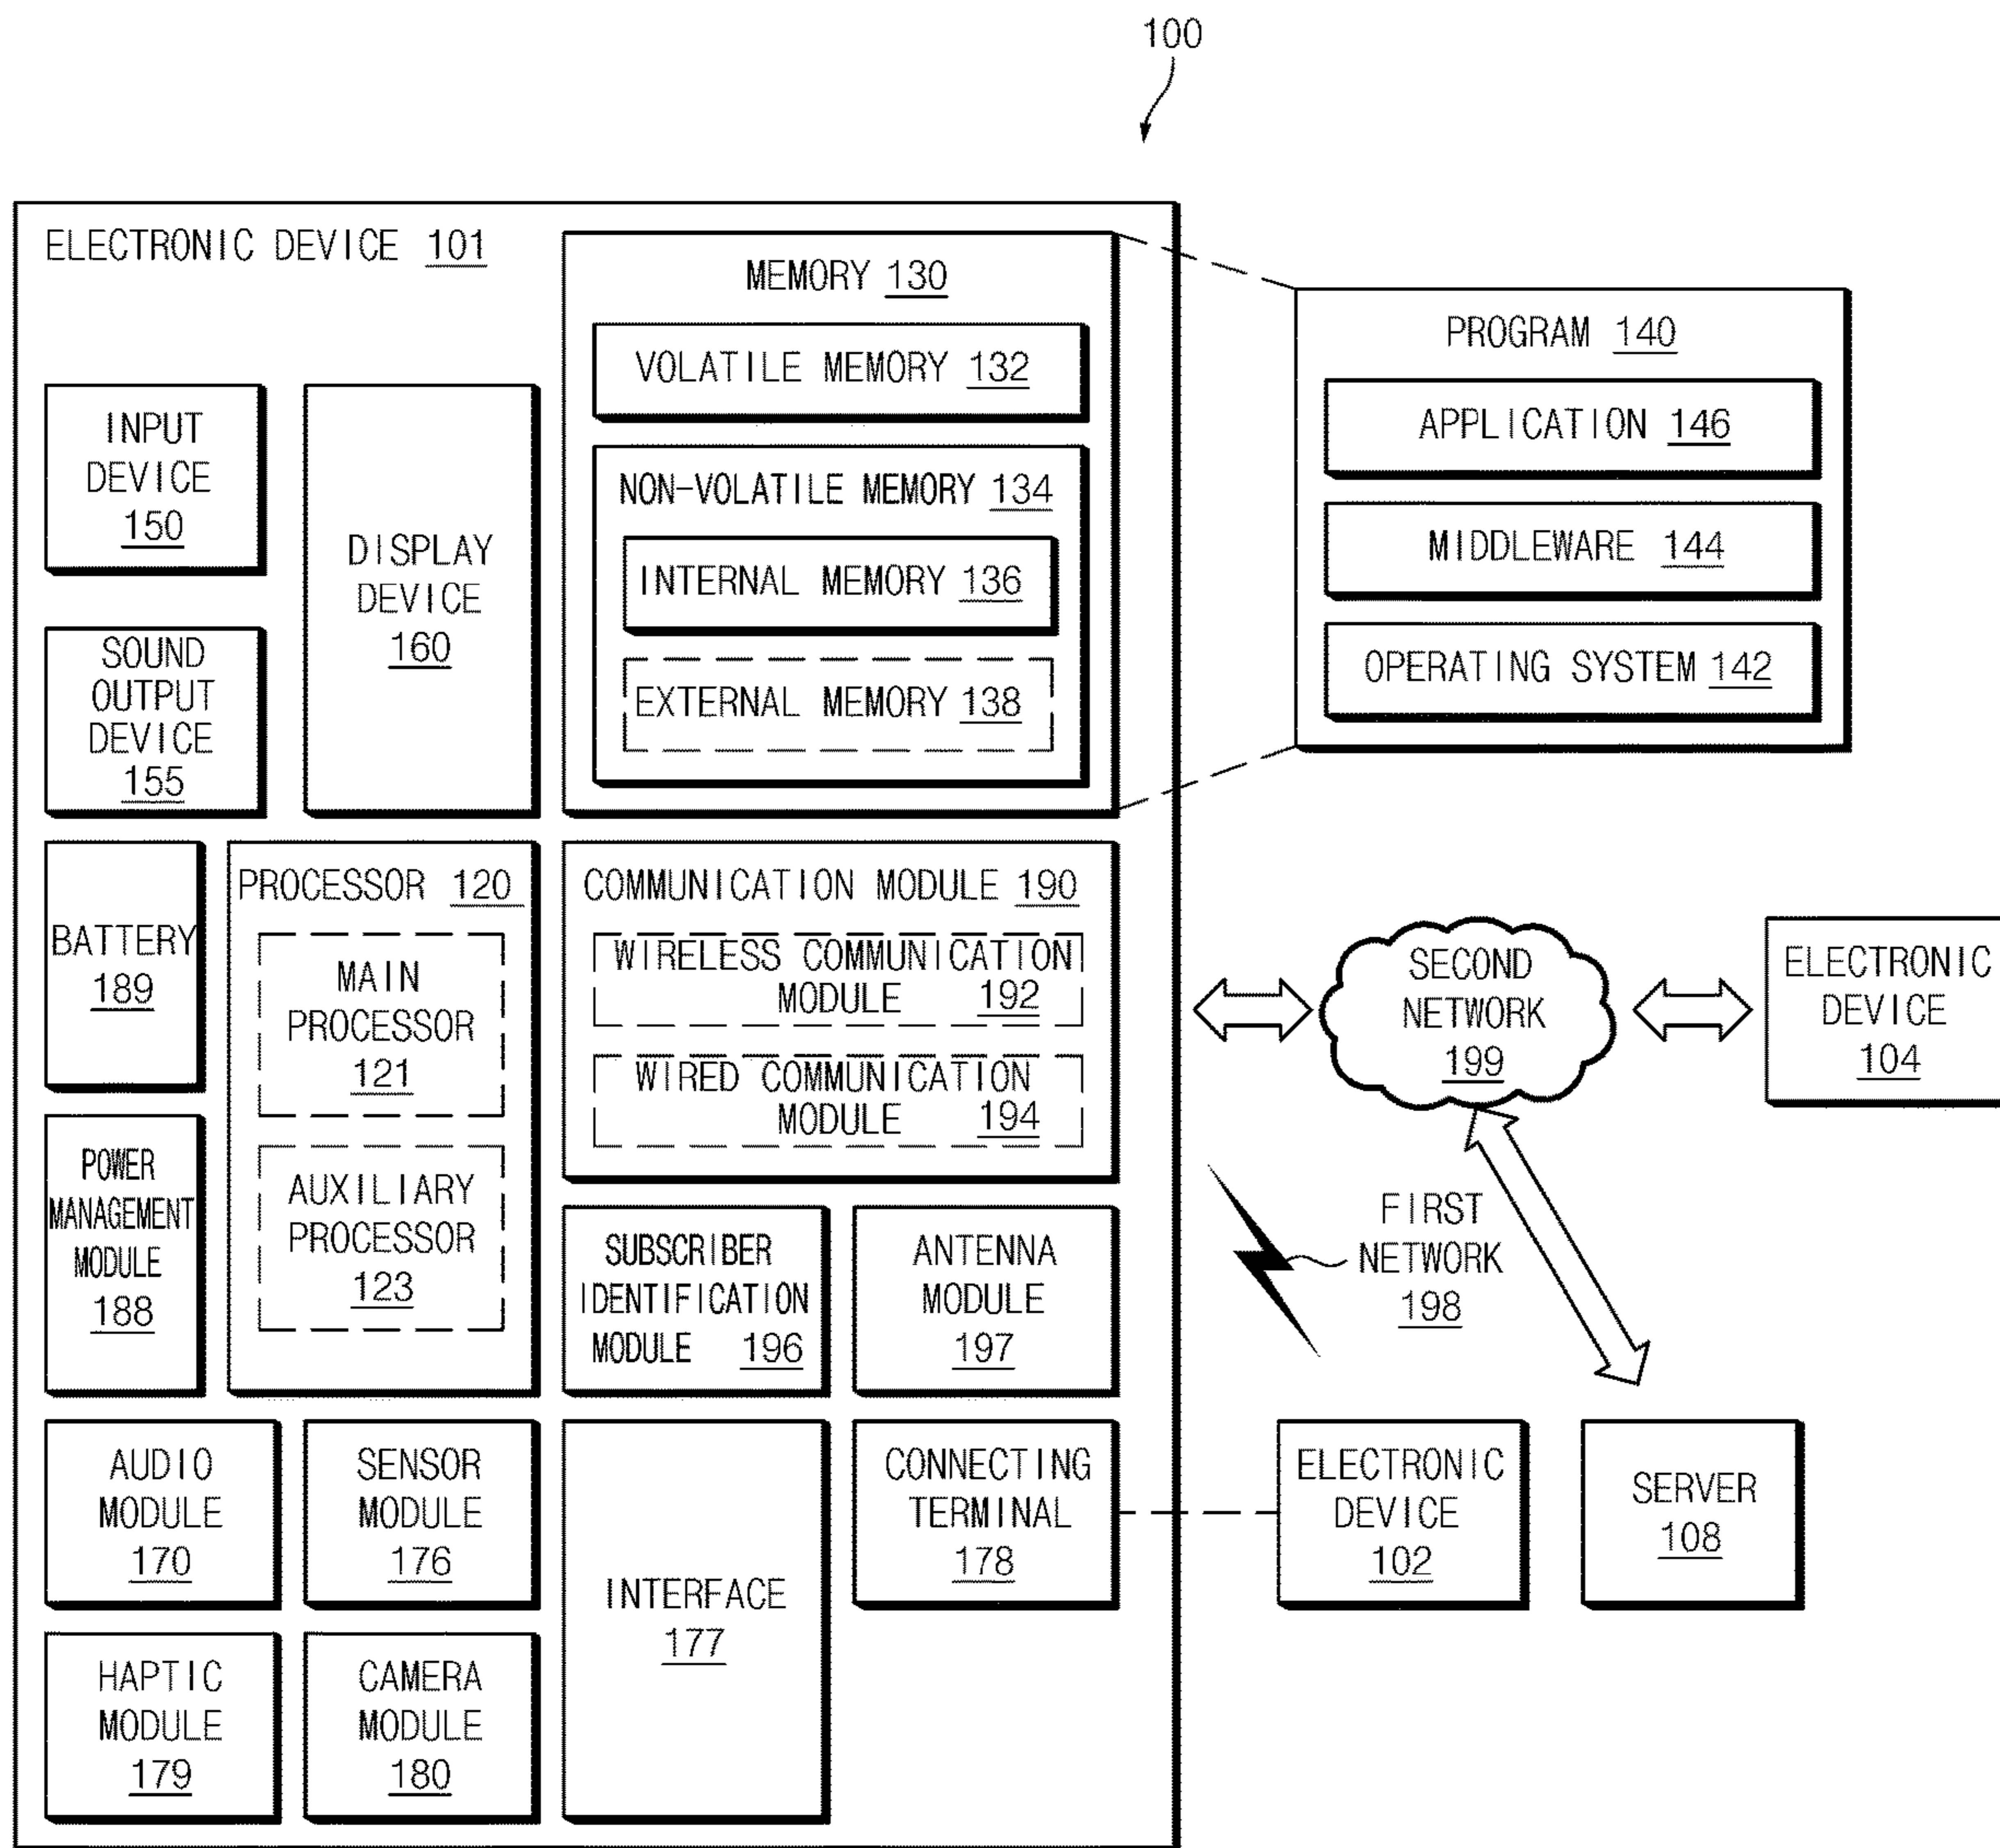 100
ELECTRONIC DEVICE 101
MEMORY 130
VOLATILE MEMORY 132
NON-VOLATILE MEMORY 134
INTERNAL MEMORY 136
EXTERNAL MEMORY 138
PROGRAM 140
APPLICATION 146
MIDDLEWARE 144
OPERATING SYSTEM 142
INPUT
DEVICE
150
SOUND
OUTPUT
DEVICE
155
DISPLAY
DEVICE
160
BATTERY
189
POWER
MANAGEMENT
MODULE
188
PROCESSOR 120
MAIN
PROCESSOR
121
AUXILIARY
PROCESSOR
123
COMMUNICATION MODULE 190
WIRELESS COMMUNICATION
MODULE 192
WIRED COMMUNICATION
MODULE 194
SUBSCRIBER
IDENTIFICATION
MODULE 196
ANTENNA
MODULE
197
SECOND
NETWORK
199
ELECTRONIC
DEVICE
104
FIRST
NETWORK
198
AUDIO
MODULE
170
SENSOR
MODULE
176
INTERFACE
177
CONNECTING
TERMINAL
178
ELECTRONIC
DEVICE
102
SERVER
108
HAPTIC
MODULE
179
CAMERA
MODULE
180